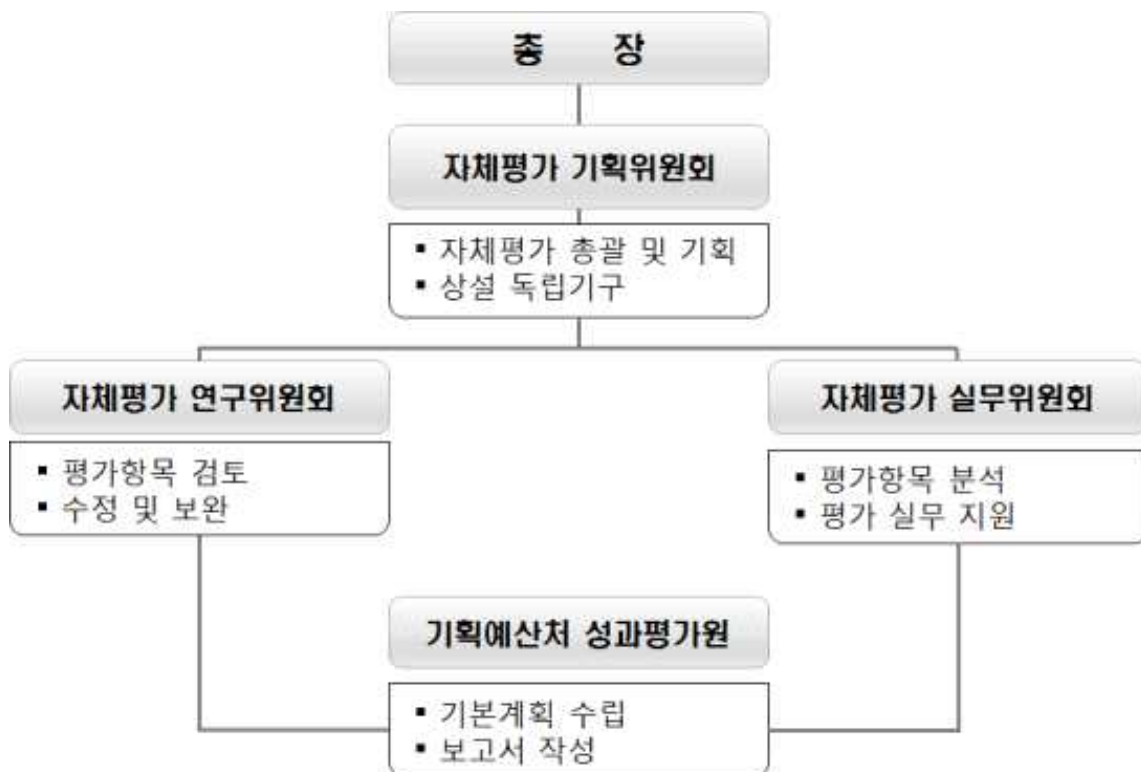 총 장
자체평가 기획위원회
▪ 자체평가 총괄 및 기획
▪ 상설 독립기구
자체평가 연구위원회
▪ 평가항목 검토
▪ 수정 및 보완
자체평가 실무위원회
▪ 평가항목 분석
▪ 평가 실무 지원
기획예산처 성과평가원
▪ 기본계획 수립
▪ 보고서 작성